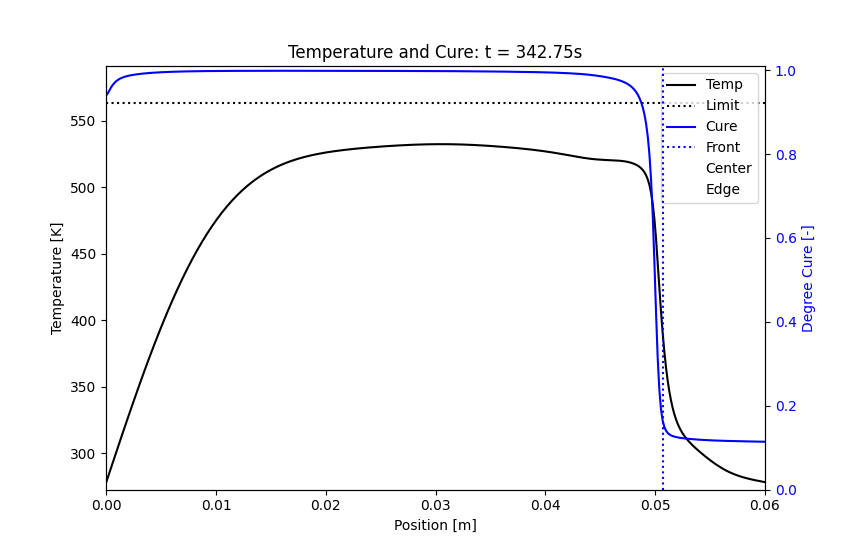 Temperature and Cure: t = 342.75s
Temperature [K]
550
500
450
400
350
300
Temp
Limit
Cure
Front
Center
Edge
1.0
0.8
0.6
0.4
0.2
0.0
Degree Cure [-]
0.00
0.01
0.02
0.03
0.04
0.05
0.06
Position [m]